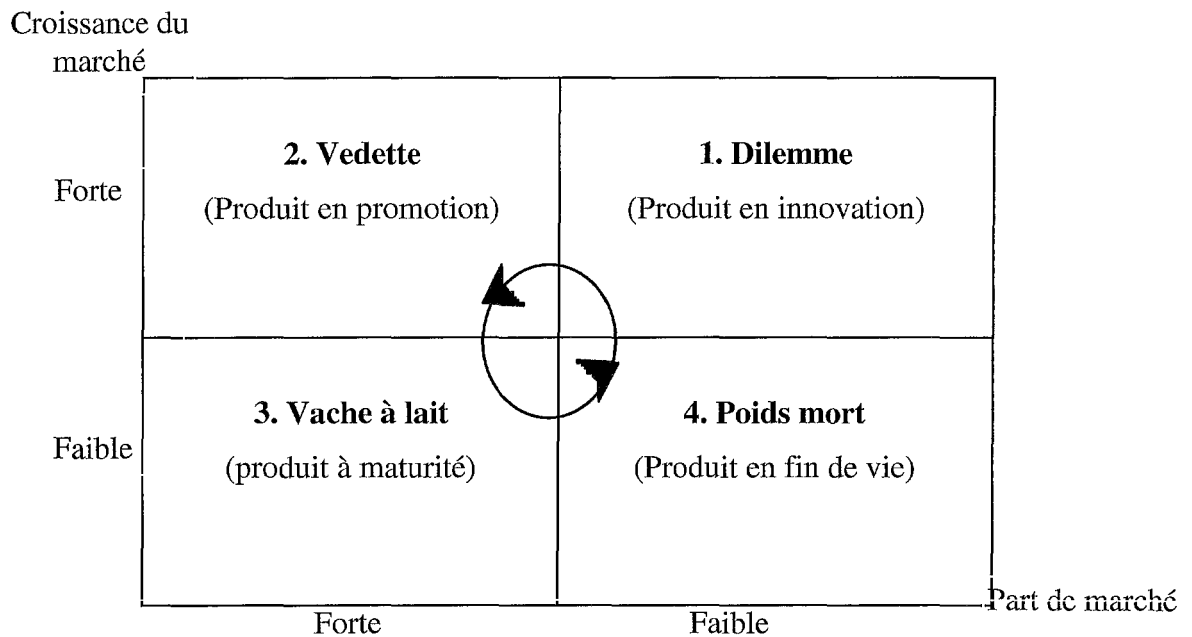 Croissance du
marché
2. Vedette
1. Dilemme
Forte
(Produit en promotion)
(Produit en innovation)
3. Vache à lait
4. Poids mort
Faible
(produit à maturité)
(Produit en fin de vie)
Part de marché
Forte
Faible